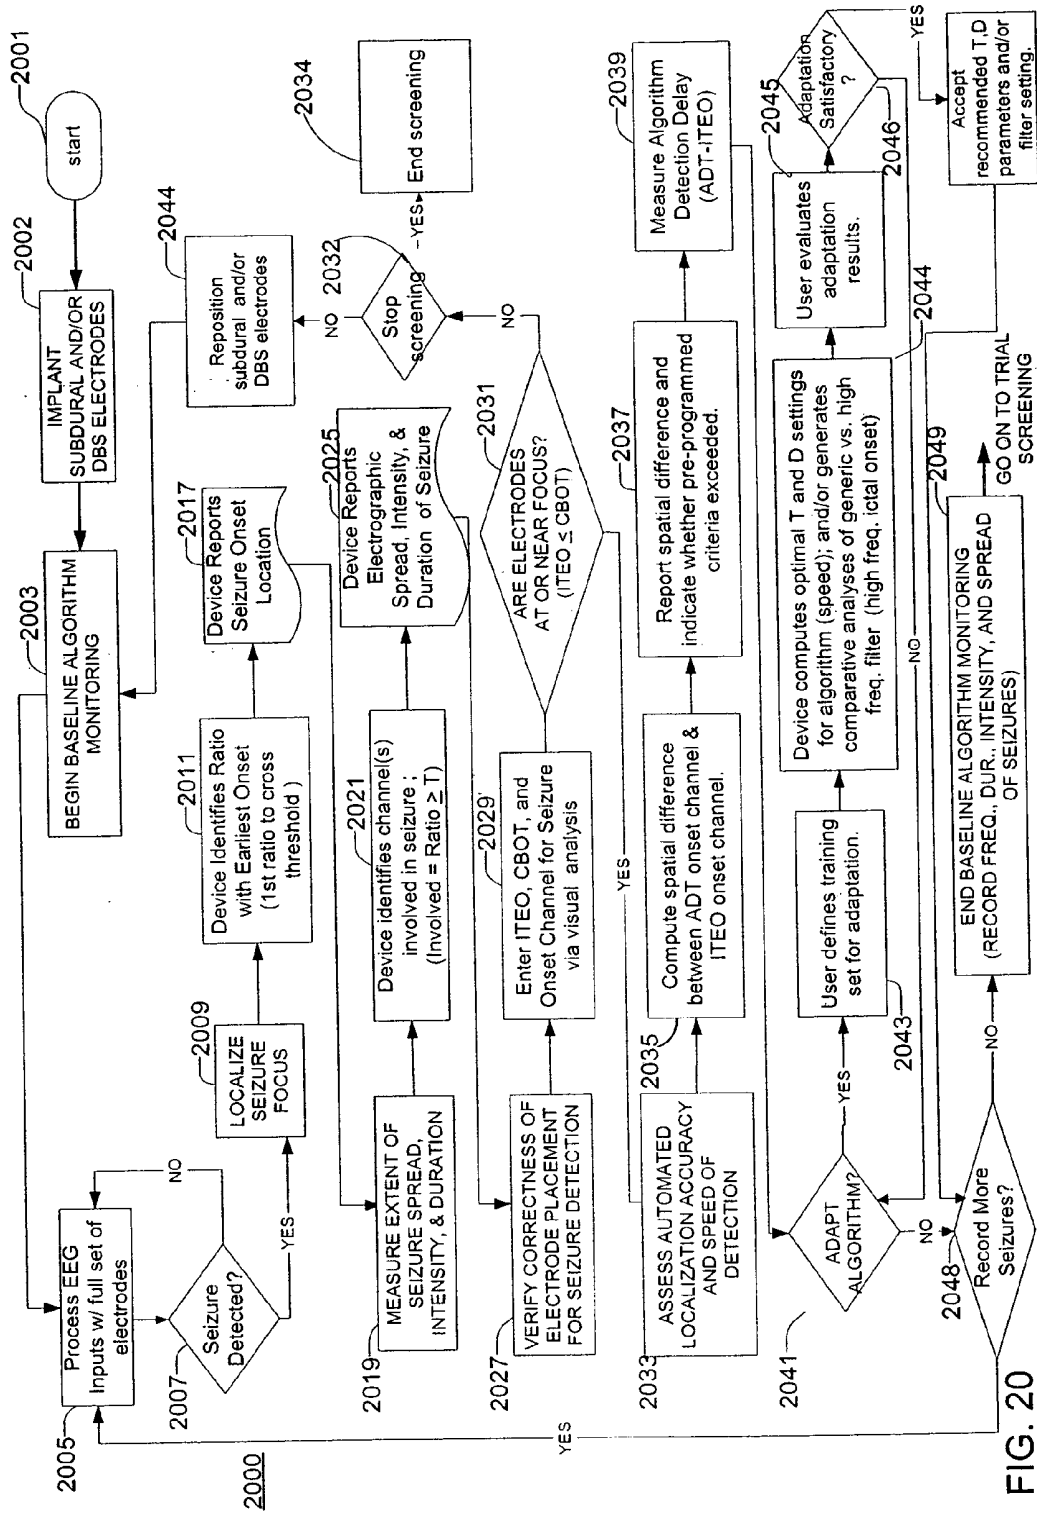 2001
start
2002
IMPLANT
SUBDURAL AND/OR
DBS ELECTRODES
2003
BEGIN BASELINE ALGORITHM
MONITORING
2005
Process EEG
Inputs w/ full set of
electrodes
2007
Seizure
Detected?
NO
YES
2000
2009
LOCALIZE
SEIZURE
FOCUS
2011
Device Identifies Ratio
with Earliest Onset
(1st ratio to cross
threshold )
2017
Device Reports
Seizure Onset
Location
2044
Reposition
subdural and/or
DBS electrodes
NO
2032
Stop
screening
YES
2034
End screening
2019
MEASURE EXTENT OF
SEIZURE SPREAD,
INTENSITY, & DURATION
2021
Device identifies channel(s)
involved in seizure ;
(Involved = Ratio ≥ T)
2025
Device Reports
Electrographic
Spread, Intensity, &
Duration of Seizure
2027
VERIFY CORRECTNESS OF
ELECTRODE PLACEMENT
FOR SEIZURE DETECTION
2029
Enter ITEO, CBOT, and
Onset Channel for Seizure
via visual analysis
2031
ARE ELECTRODES
AT OR NEAR FOCUS?
(ITEO ≤ CBOT)
NO
YES
2033
ASSESS AUTOMATED
LOCALIZATION ACCURACY
AND SPEED OF
DETECTION
2035
Compute spatial difference
between ADT onset channel &
ITEO onset channel.
2037
Report spatial difference and
indicate whether pre-programmed
criteria exceeded.
2039
Measure Algorithm
Detection Delay
(ADT-ITEO)
2041
ADAPT
ALGORITHM?
YES
NO
2043
User defines training
set for adaptation.
2044
Device computes optimal T and D settings
for algorithm (speed); and/or generates
comparative analyses of generic vs. high
freq. filter (high freq. ictal onset)
2045
User evaluates
adaptation
results.
2046
Adaptation
Satisfactory
?
YES
NO
Accept
recommended T,D
parameters and/or
filter setting.
2048
Record More
Seizures?
NO
YES
2049
END BASELINE ALGORITHM MONITORING
(RECORD FREQ., DUR., INTENSITY, AND SPREAD
OF SEIZURES)
GO ON TO TRIAL
SCREENING
FIG. 20